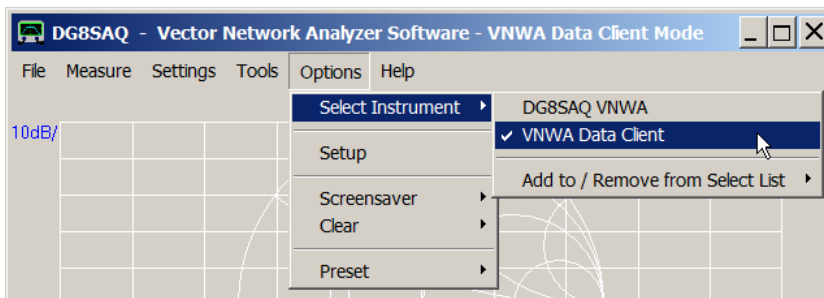 DG8SAQ - Vector Network Analyzer Software - VNWA Data Client Mode
File Measure Settings Tools Options Help
Select Instrument
DG8SAQ VNWA
10dB/
VNWA Data Client
Setup
Add to / Remove from Select List
Screensaver
Clear
Preset